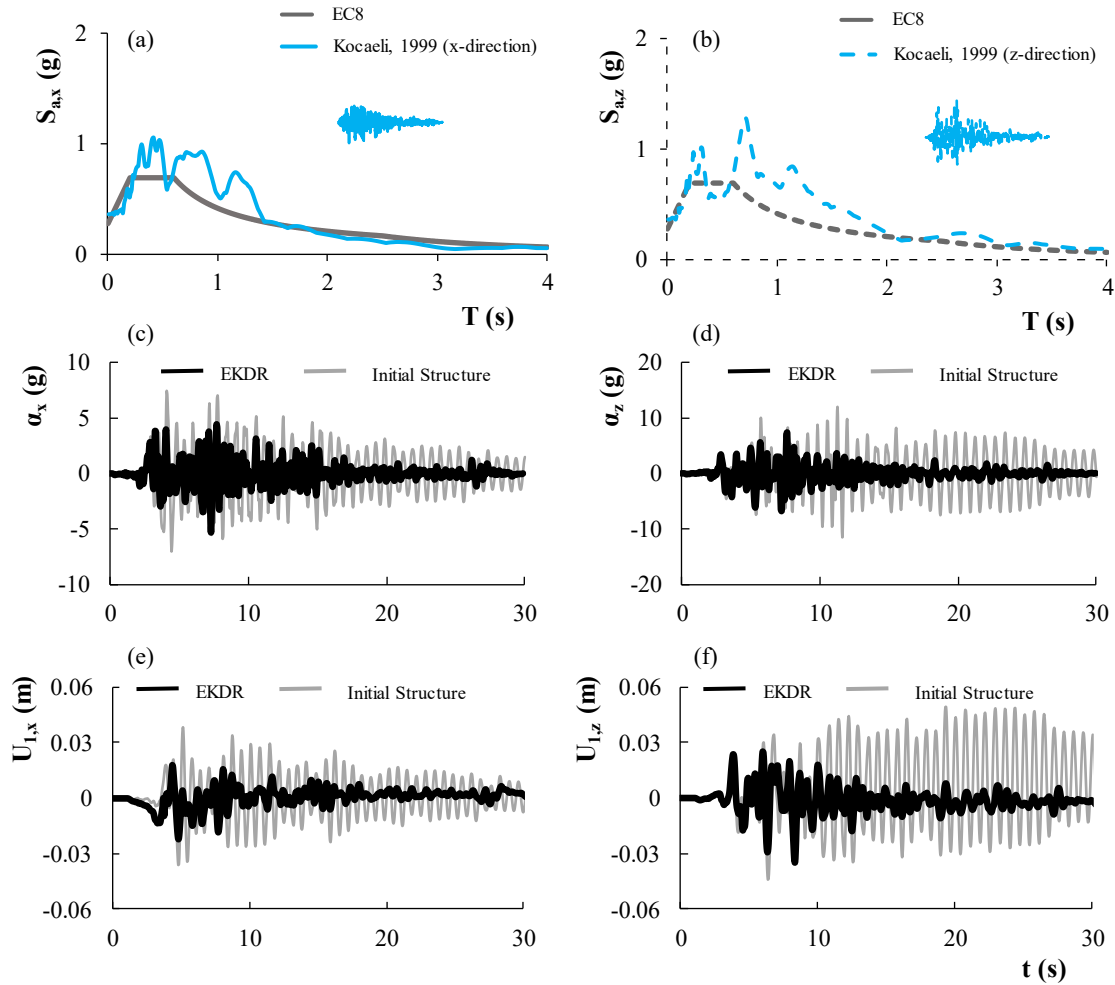 (a)
EC8
Kocaeli, 1999 (x-direction)
S_a,x (g)
2
1
0
0 1 2 3 4
T (s)
(b)
EC8
Kocaeli, 1999 (z-direction)
S_a,z (g)
2
1
0
0 1 2 3 4
T (s)
(c)
EKDR Initial Structure
α_x (g)
10
5
0
-5
-10
0 10 20 30
(d)
EKDR Initial Structure
α_z (g)
20
10
0
-10
-20
0 10 20 30
(e)
EKDR Initial Structure
U_1,x (m)
0.06
0.03
0
-0.03
-0.06
0 10 20 30
(f)
EKDR Initial Structure
U_1,z (m)
0.06
0.03
0
-0.03
-0.06
0 10 20 30
t (s)